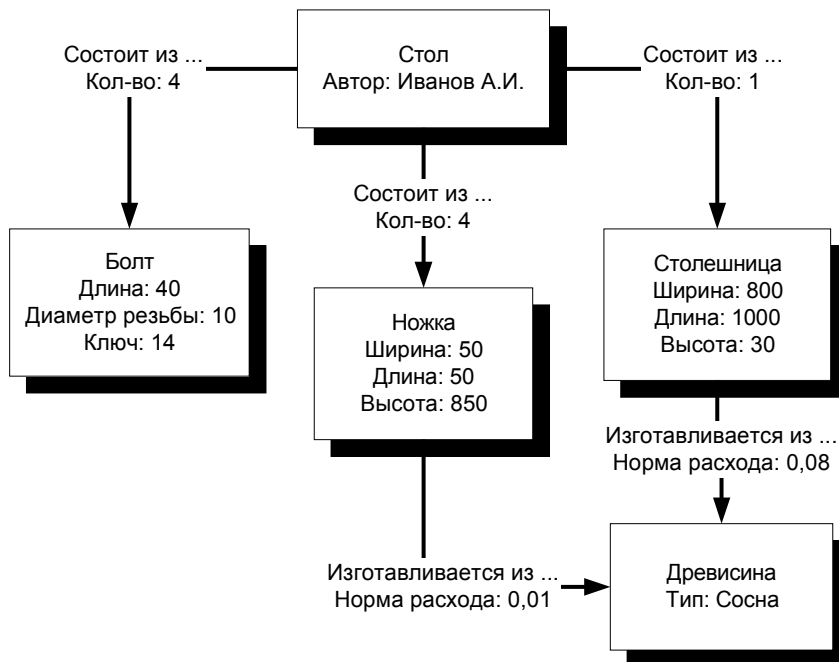 Стол
Автор: Иванов А.И.
Состоит из ...
Кол-во: 4
Состоит из ...
Кол-во: 1
Состоит из ...
Кол-во: 4
Болт
Длина: 40
Диаметр резьбы: 10
Ключ: 14
Ножка
Ширина: 50
Длина: 50
Высота: 850
Столешница
Ширина: 800
Длина: 1000
Высота: 30
Изготавливается из ...
Норма расхода: 0,08
Изготавливается из ...
Норма расхода: 0,01
Древисина
Тип: Сосна